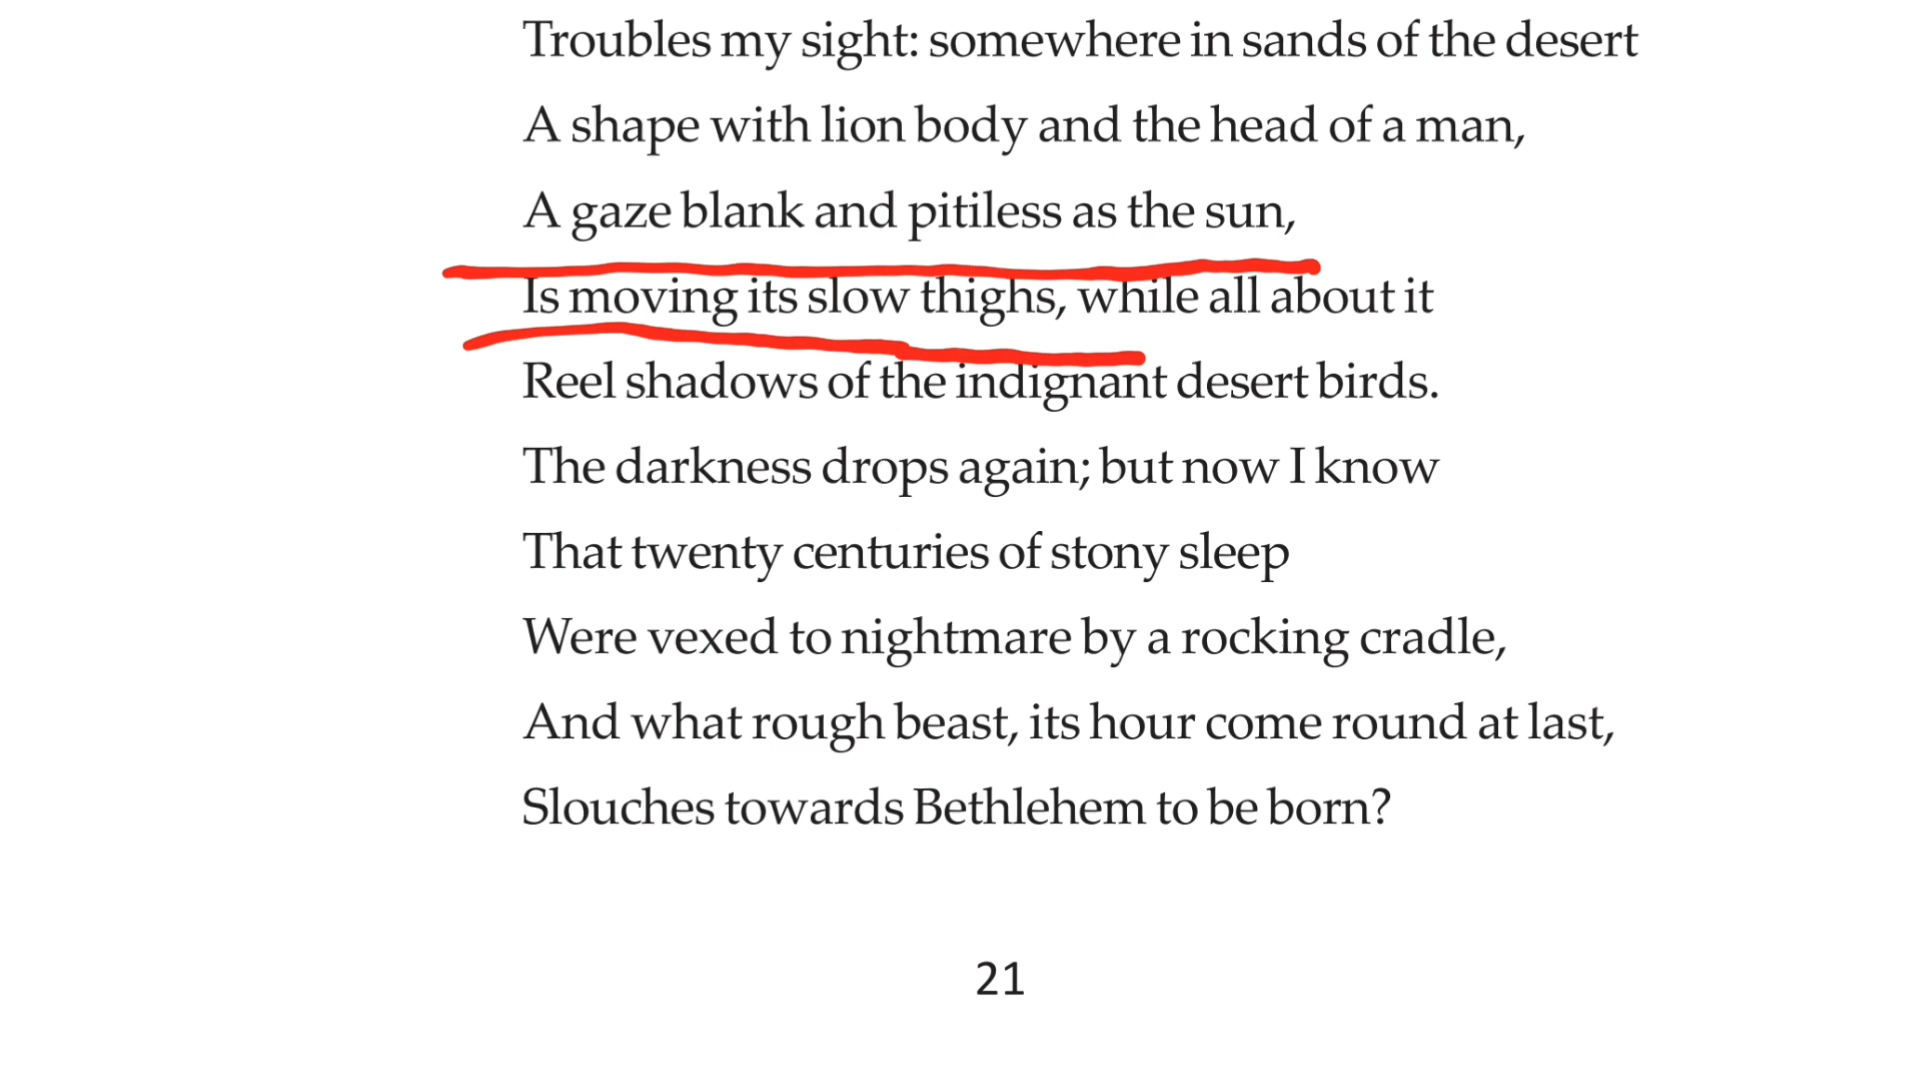 Troubles my sight: somewhere in sands of the desert
A shape with lion body and the head of a man,
A gaze blank and pitiless as the sun,
Is moving its slow thighs, while all about it
Reel shadows of the indignant desert birds.
The darkness drops again; but now I know
That twenty centuries of stony sleep
Were vexed to nightmare by a rocking cradle,
And what rough beast, its hour come round at last,
Slouches towards Bethlehem to be born?
21